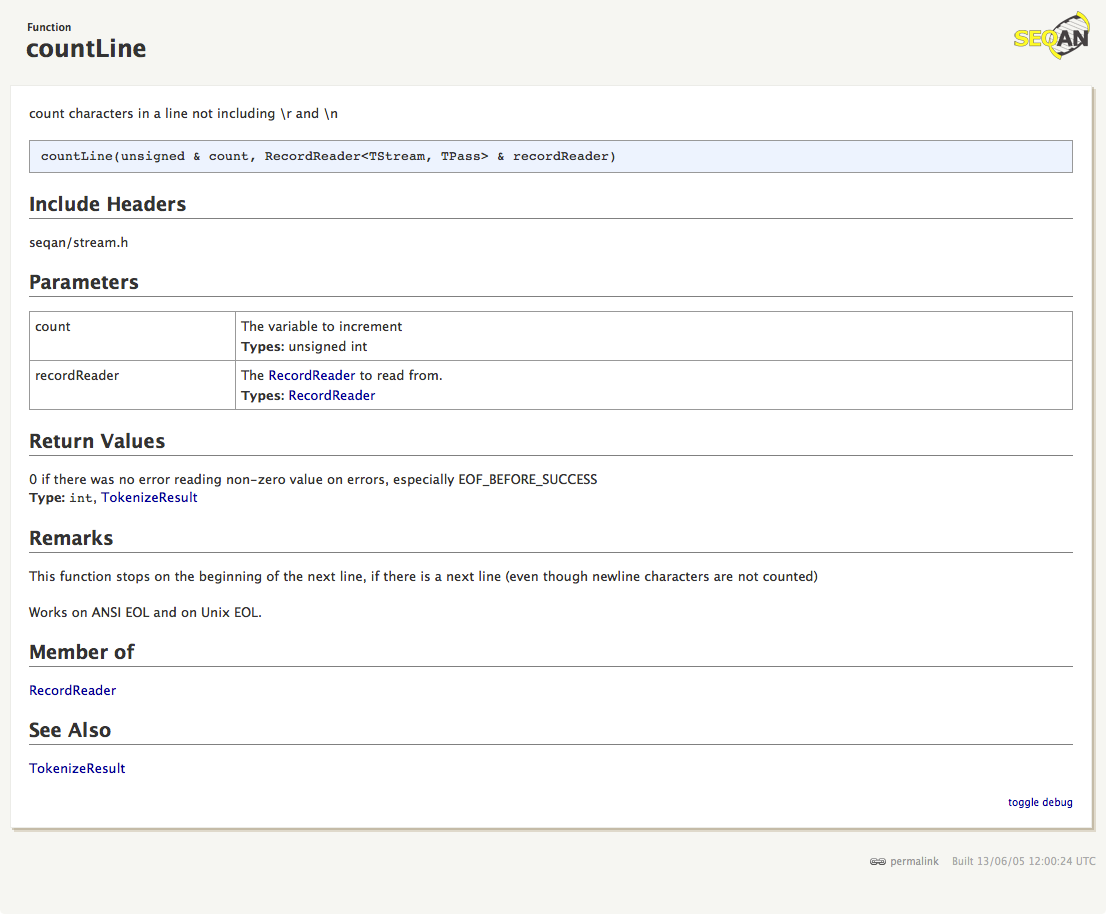 Function
countLine
SEQAN
count characters in a line not including \r and \n
countLine(unsigned & count, RecordReader<TStream, TPass> & recordReader)
Include Headers
seqan/stream.h
Parameters
count
The variable to increment
Types: unsigned int
recordReader
The RecordReader to read from.
Types: RecordReader
Return Values
0 if there was no error reading non-zero value on errors, especially EOF_BEFORE_SUCCESS
Type: int, TokenizeResult
Remarks
This function stops on the beginning of the next line, if there is a next line (even though newline characters are not counted)
Works on ANSI EOL and on Unix EOL.
Member of
RecordReader
See Also
TokenizeResult
toggle debug
permalink Built 13/06/05 12:00:24 UTC